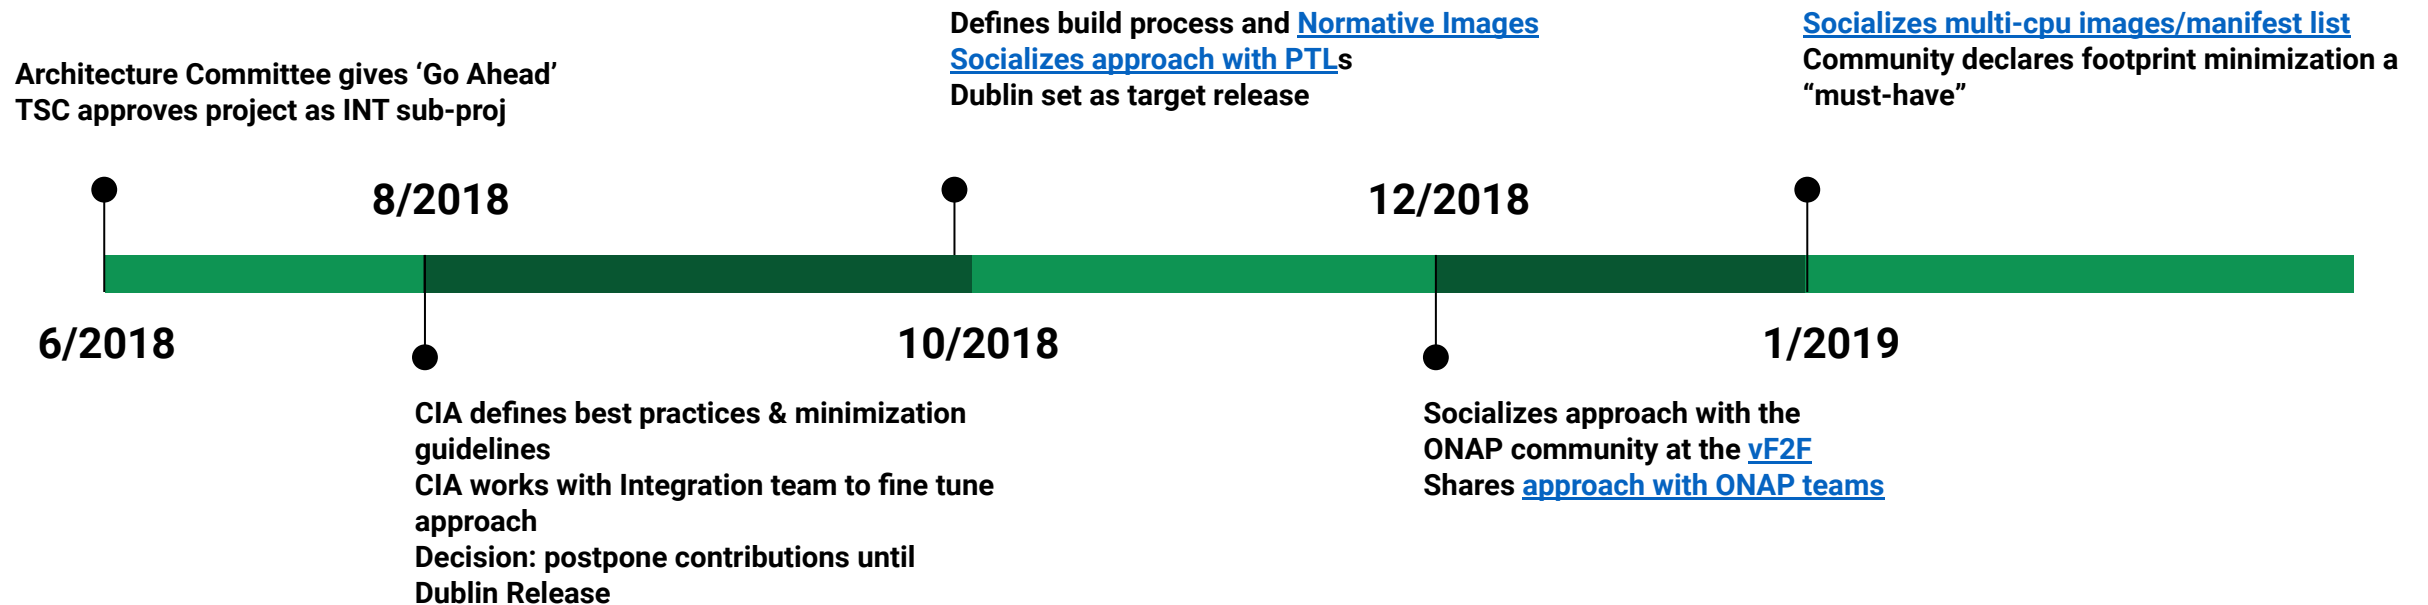 Architecture Committee gives ‘Go Ahead’
TSC approves project as INT sub-proj
6/2018
8/2018
CIA defines best practices & minimization
guidelines
CIA works with Integration team to fine tune
approach
Decision: postpone contributions until
Dublin Release
Defines build process and Normative Images
Socializes approach with PTLs
Dublin set as target release
10/2018
12/2018
Socializes approach with the
ONAP community at the vF2F
Shares approach with ONAP teams
Socializes multi-cpu images/manifest list
Community declares footprint minimization a
“must-have”
1/2019